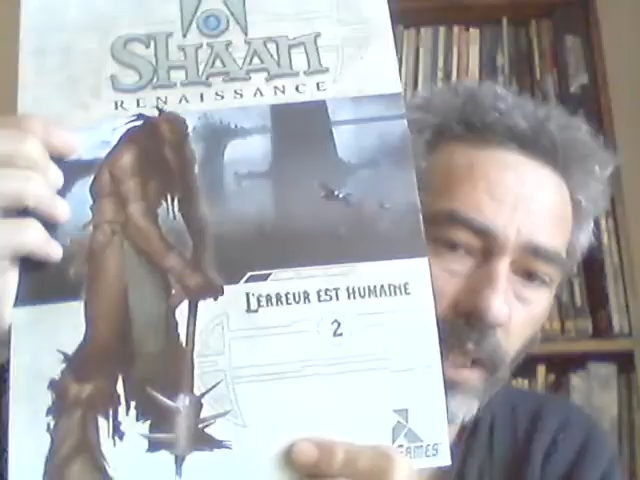 SHAAN
RENAISSANCE
L'ERREUR EST HUMAINE
2
GAMES